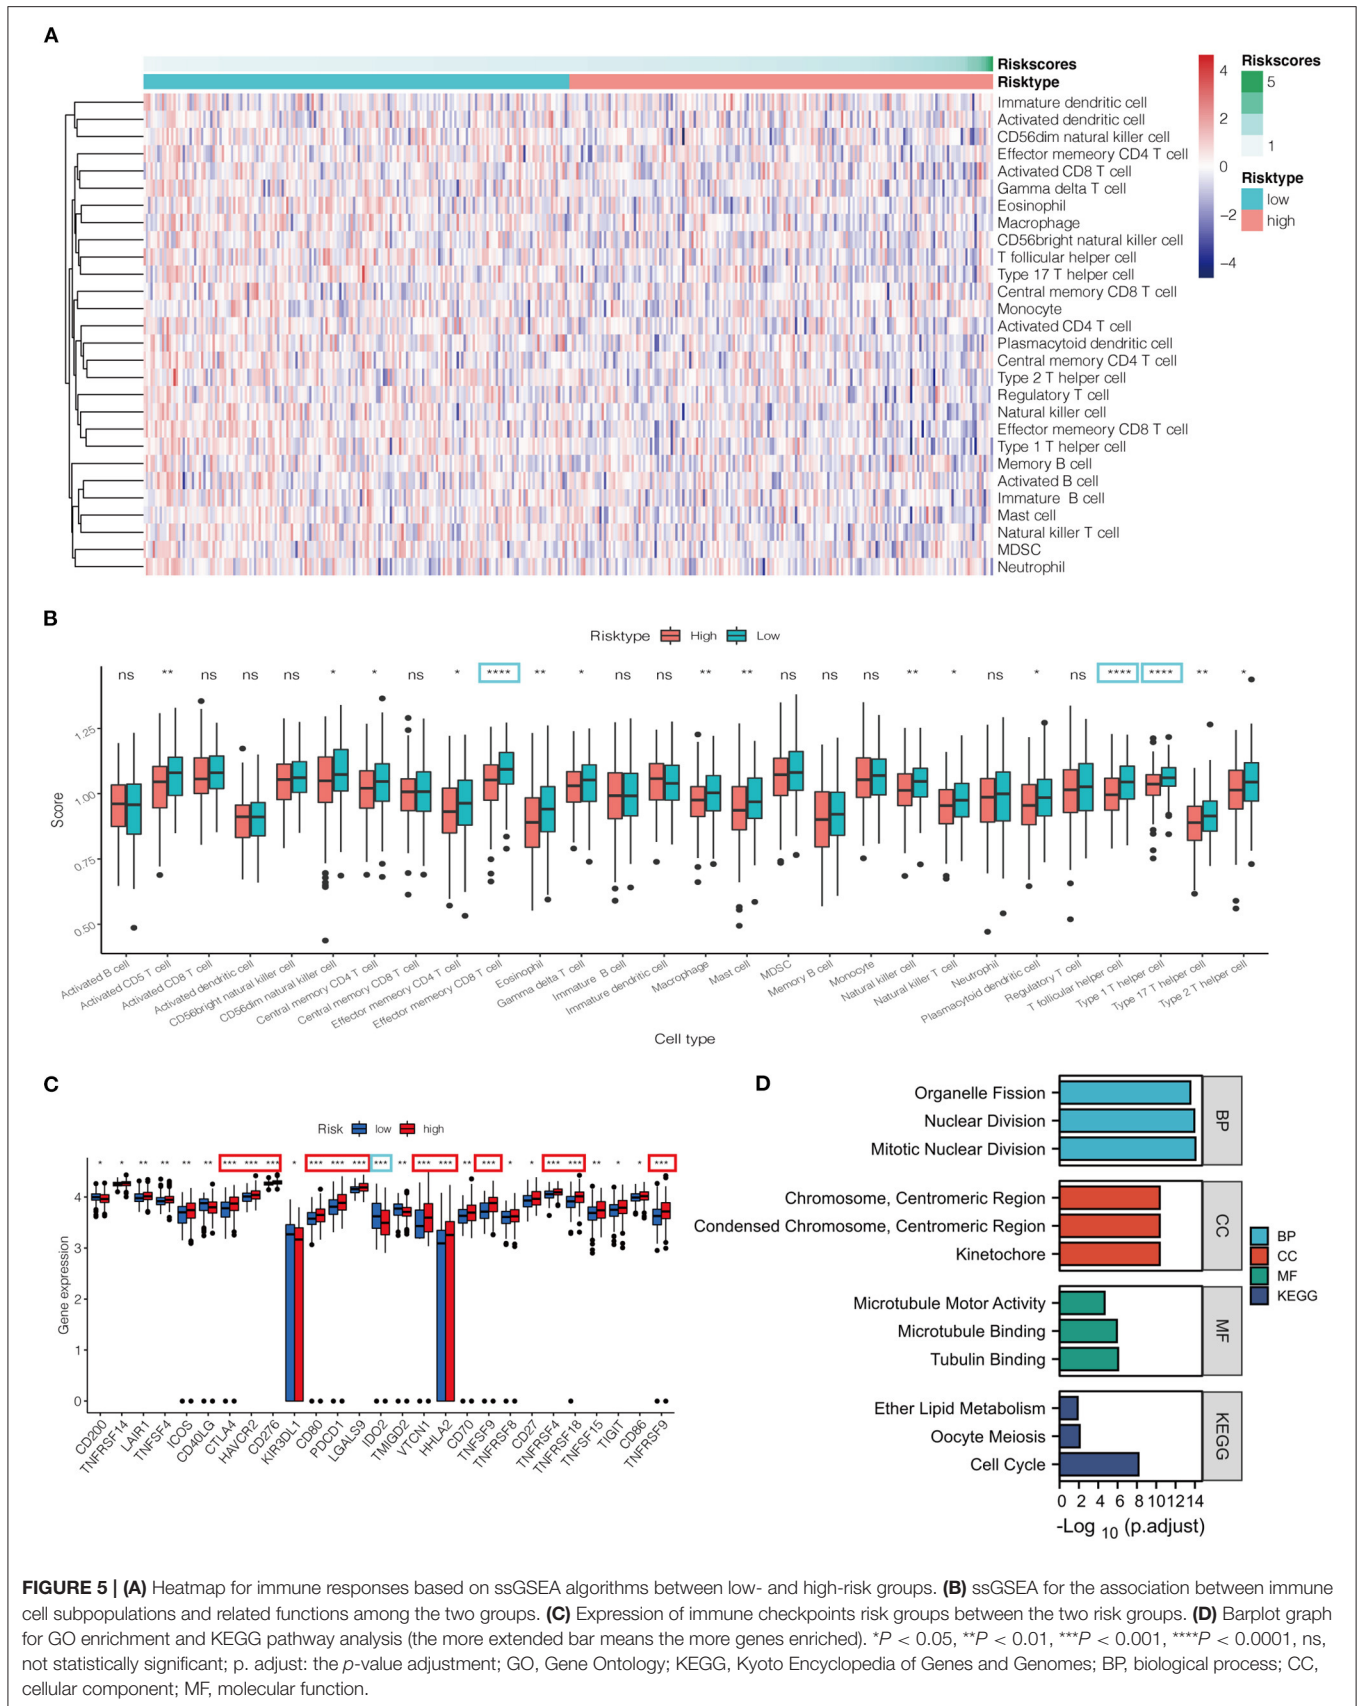 A
Riskscores
Risktype
Immature dendritic cell
Activated dendritic cell
CD56dim natural killer cell
Effector memeory CD4 T cell
Activated CD8 T cell
Gamma delta T cell
Eosinophil
Macrophage
CD56bright natural killer cell
T follicular helper cell
Type 17 T helper cell
Central memory CD8 T cell
Monocyte
Activated CD4 T cell
Plasmacytoid dendritic cell
Central memory CD4 T cell
Type 2 T helper cell
Regulatory T cell
Natural killer cell
Effector memeory CD8 T cell
Type 1 T helper cell
Memory B cell
Activated B cell
Immature B cell
Mast cell
Natural killer T cell
MDSC
Neutrophil
4
2
0
−2
−4
Riskscores
5
1
Risktype
low
high
B
Risktype High Low
ns ** ns ns ns * * ns * **** ** * ns ns ** ** ns ns ns ** * ns * ns **** **** ** *
Score
1.25
1.00
0.75
0.50
Activated B cell
Activated CD5 T cell
Activated CD8 T cell
Activated dendritic cell
CD56bright natural killer cell
CD56dim natural killer cell
Central memory CD4 T cell
Central memory CD8 T cell
Effector memeory CD4 T cell
Effector memeory CD8 T cell
Eosinophil
Gamma delta T cell
Immature B cell
Immature dendritic cell
Macrophage
Mast cell
MDSC
Memory B cell
Monocyte
Natural killer cell
Natural killer T cell
Neutrophil
Plasmacytoid dendritic cell
Regulatory T cell
T follicular helper cell
Type 1 T helper cell
Type 17 T helper cell
Type 2 T helper cell
Cell type
C
Risk low high
* * ** ** ** ** *** *** *** * *** *** *** *** ** *** *** ** *** * * *** *** ** * * ***
Gene expression
4
3
2
1
0
CD200
TNFRSF14
LAIR1
TNFSF4
ICOS
CD40LG
CTLA4
HAVCR2
CD276
KIR3DL1
CD80
PDCD1
LGALS9
IDO2
TMIGD2
VTCN1
HHLA2
CD70
TNFSF9
TNFRSF8
CD27
TNFRSF4
TNFRSF18
TNFSF15
TIGIT
CD86
TNFRSF9
D
Organelle Fission
Nuclear Division
Mitotic Nuclear Division
BP
Chromosome, Centromeric Region
Condensed Chromosome, Centromeric Region
Kinetochore
CC
Microtubule Motor Activity
Microtubule Binding
Tubulin Binding
MF
Ether Lipid Metabolism
Oocyte Meiosis
Cell Cycle
KEGG
0 2 4 6 8 10 12 14
-Log 10 (p.adjust)
BP
CC
MF
KEGG
FIGURE 5 | (A) Heatmap for immune responses based on ssGSEA algorithms between low- and high-risk groups. (B) ssGSEA for the association between immune
cell subpopulations and related functions among the two groups. (C) Expression of immune checkpoints risk groups between the two risk groups. (D) Barplot graph
for GO enrichment and KEGG pathway analysis (the more extended bar means the more genes enriched). *P < 0.05, **P < 0.01, ***P < 0.001, ****P < 0.0001, ns,
not statistically significant; p. adjust: the p-value adjustment; GO, Gene Ontology; KEGG, Kyoto Encyclopedia of Genes and Genomes; BP, biological process; CC,
cellular component; MF, molecular function.